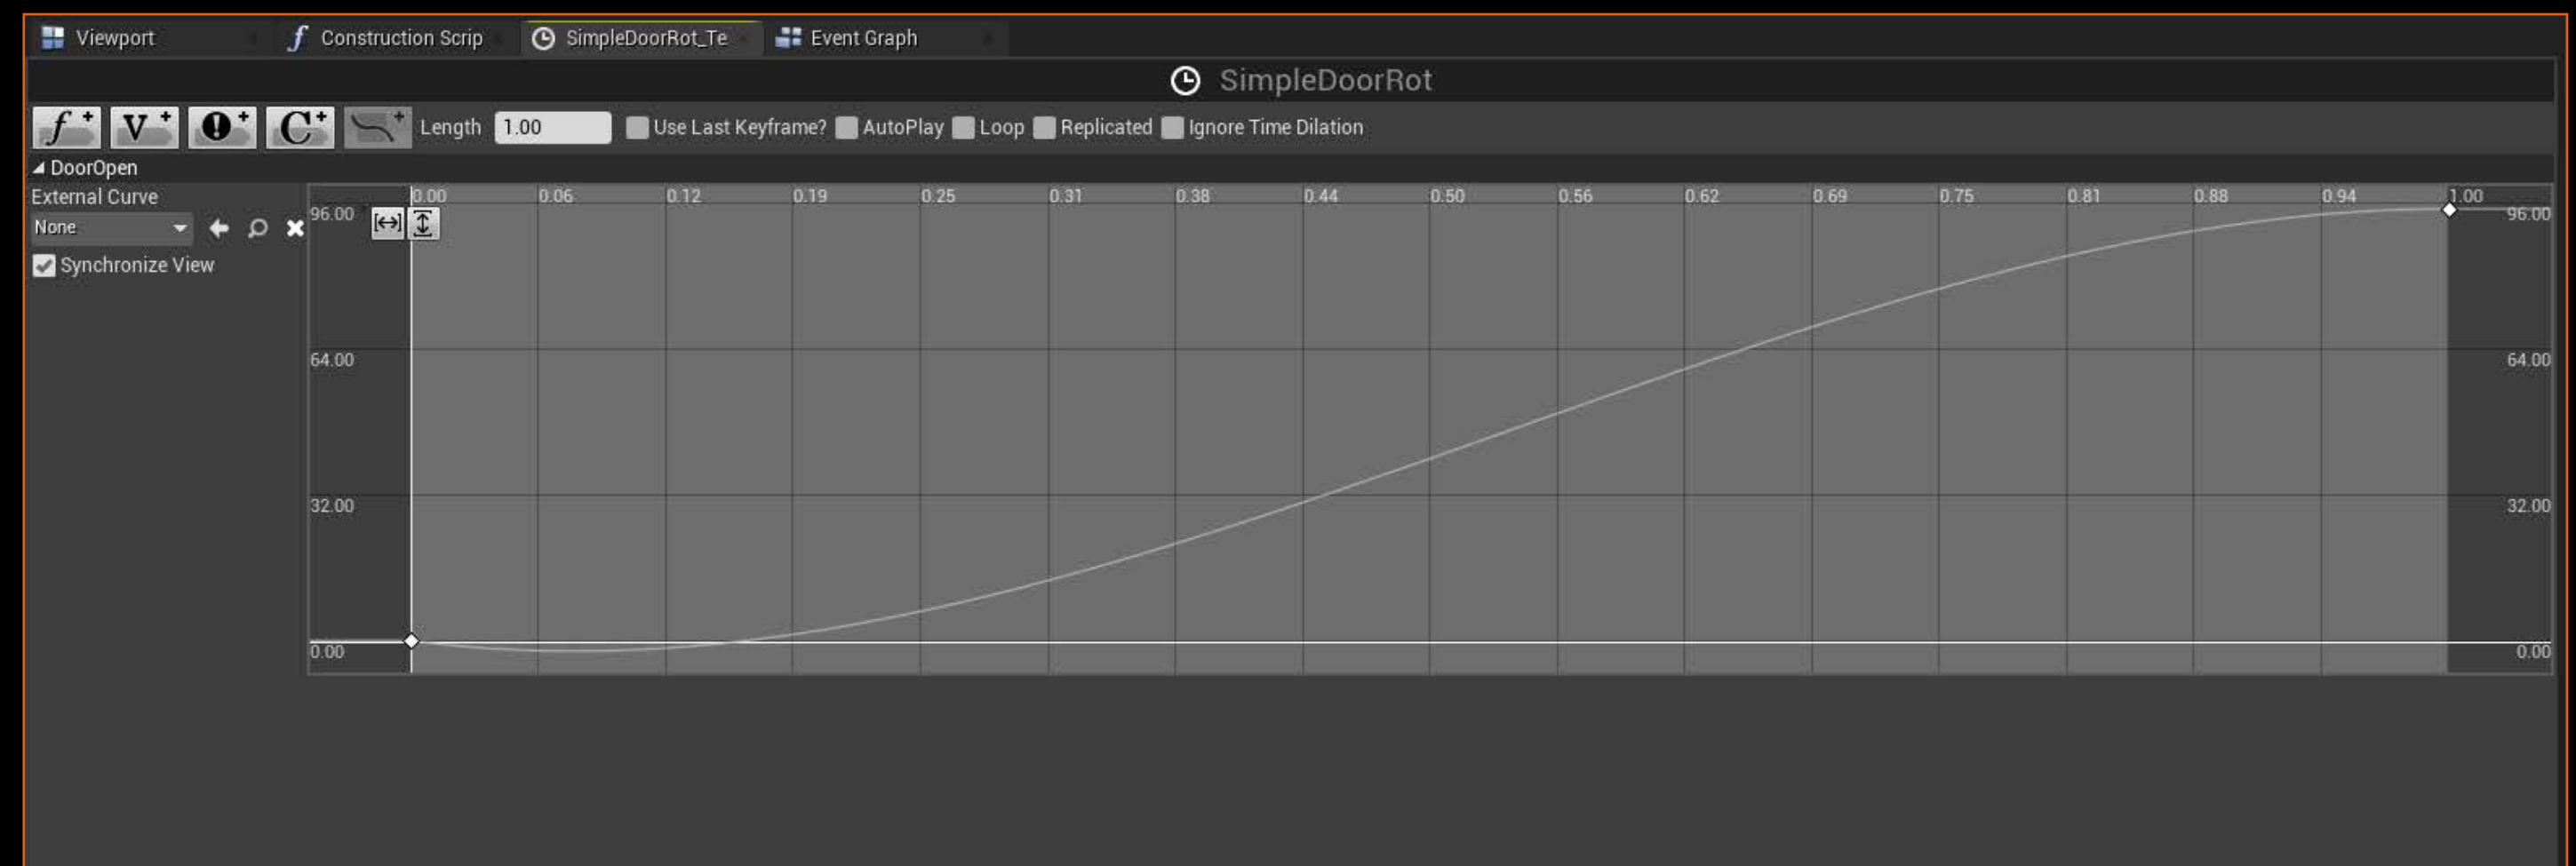 Viewport
Construction Scrip
SimpleDoorRot_Te
Event Graph
SimpleDoorRot
f+ V+ !+ C+ Length 1.00 Use Last Keyframe? AutoPlay Loop Replicated Ignore Time Dilation
DoorOpen
External Curve
None
Synchronize View
0.00 0.06 0.12 0.19 0.25 0.31 0.38 0.44 0.50 0.56 0.62 0.69 0.75 0.81 0.88 0.94 1.00
96.00 96.00
64.00 64.00
32.00 32.00
0.00 0.00